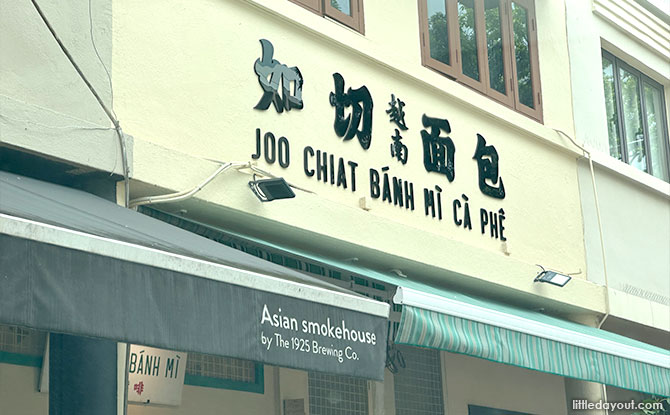 如切越南面包
JOO CHIAT BÁNH MÌ CÀ PHÊ
Asian smokehouse
by The 1925 Brewing Co.
BÁNH MÌ
littledayout.com